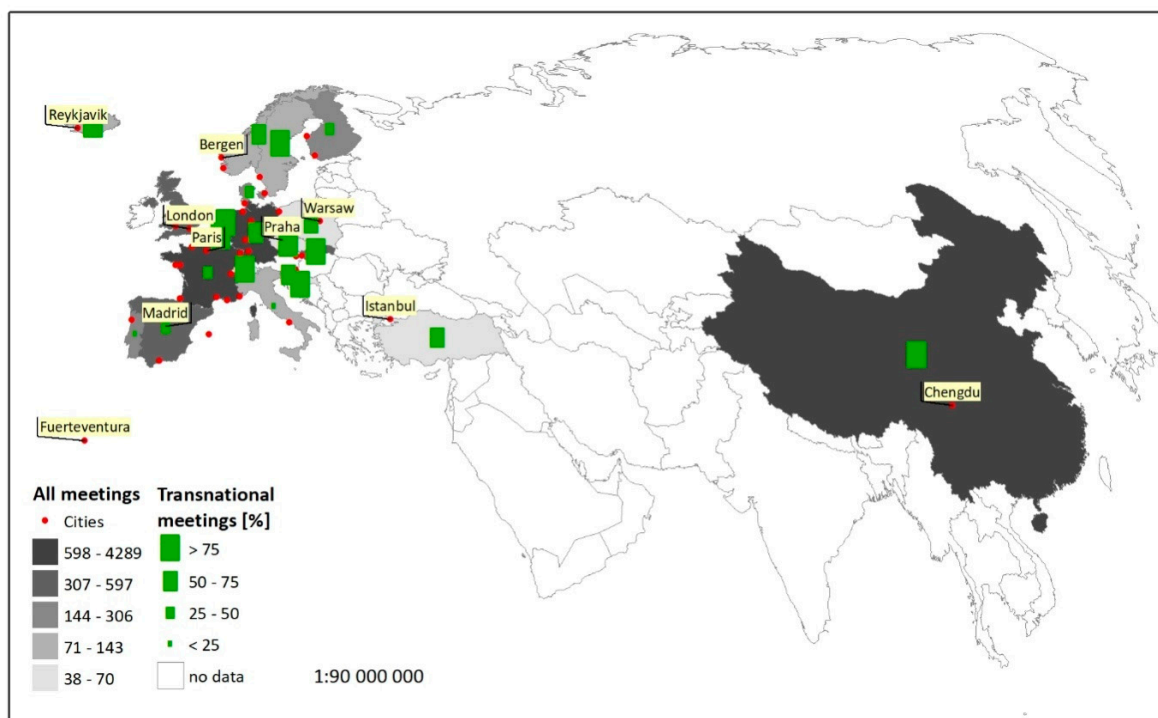 Reykjavik
Bergen
London
Warsaw
Praha
Paris
Madrid
Istanbul
Chengdu
Fuerteventura
All meetings
Cities
598 - 4289
307 - 597
144 - 306
71 - 143
38 - 70
Transnational
meetings [%]
> 75
50 - 75
25 - 50
< 25
no data
1:90 000 000